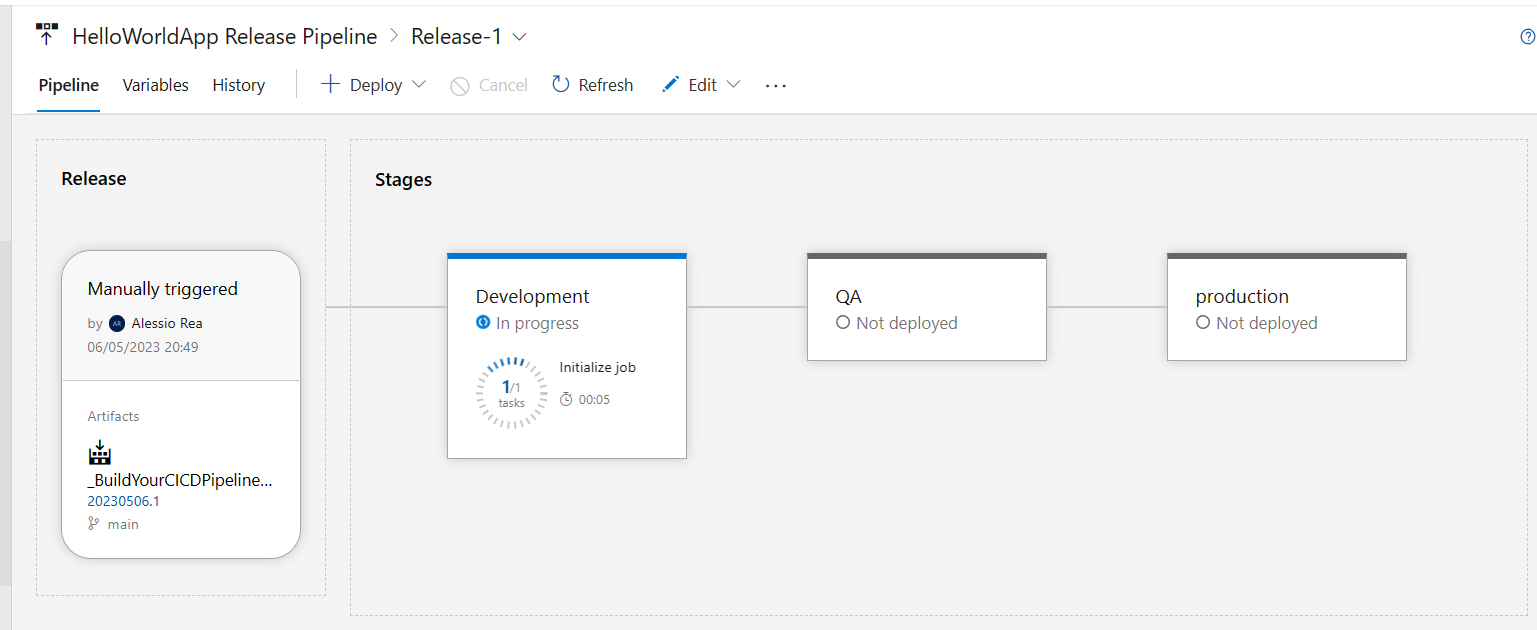 HelloWorldApp Release Pipeline > Release-1
Pipeline Variables History Deploy Cancel Refresh Edit ...
Release
Manually triggered
by AR Alessio Rea
06/05/2023 20:49
Artifacts
_BuildYourCICDPipeline...
20230506.1
main
Stages
Development
In progress
1/1
tasks
Initialize job
00:05
QA
Not deployed
production
Not deployed